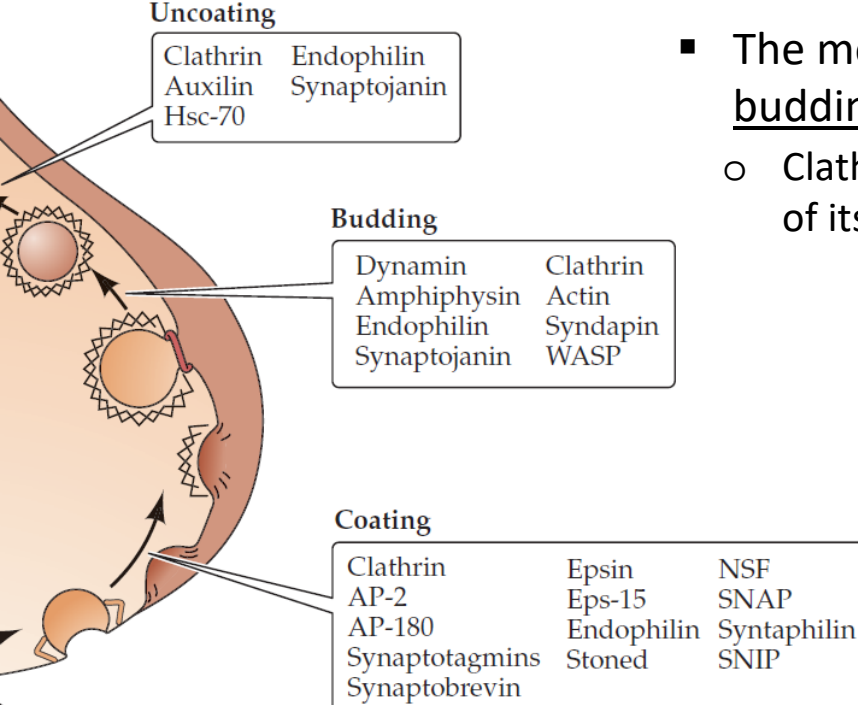 Uncoating
Clathrin Endophilin
Auxilin Synaptojanin
Hsc-70
▪ The
buddin
o Clath
of its
Budding
Dynamin Clathrin
Amphiphysin Actin
Endophilin Syndapin
Synaptojanin WASP
Coating
Clathrin Epsin NSF
AP-2 Eps-15 SNAP
AP-180 Endophilin Syntaphilin
Synaptotagmins Stoned SNIP
Synaptobrevin